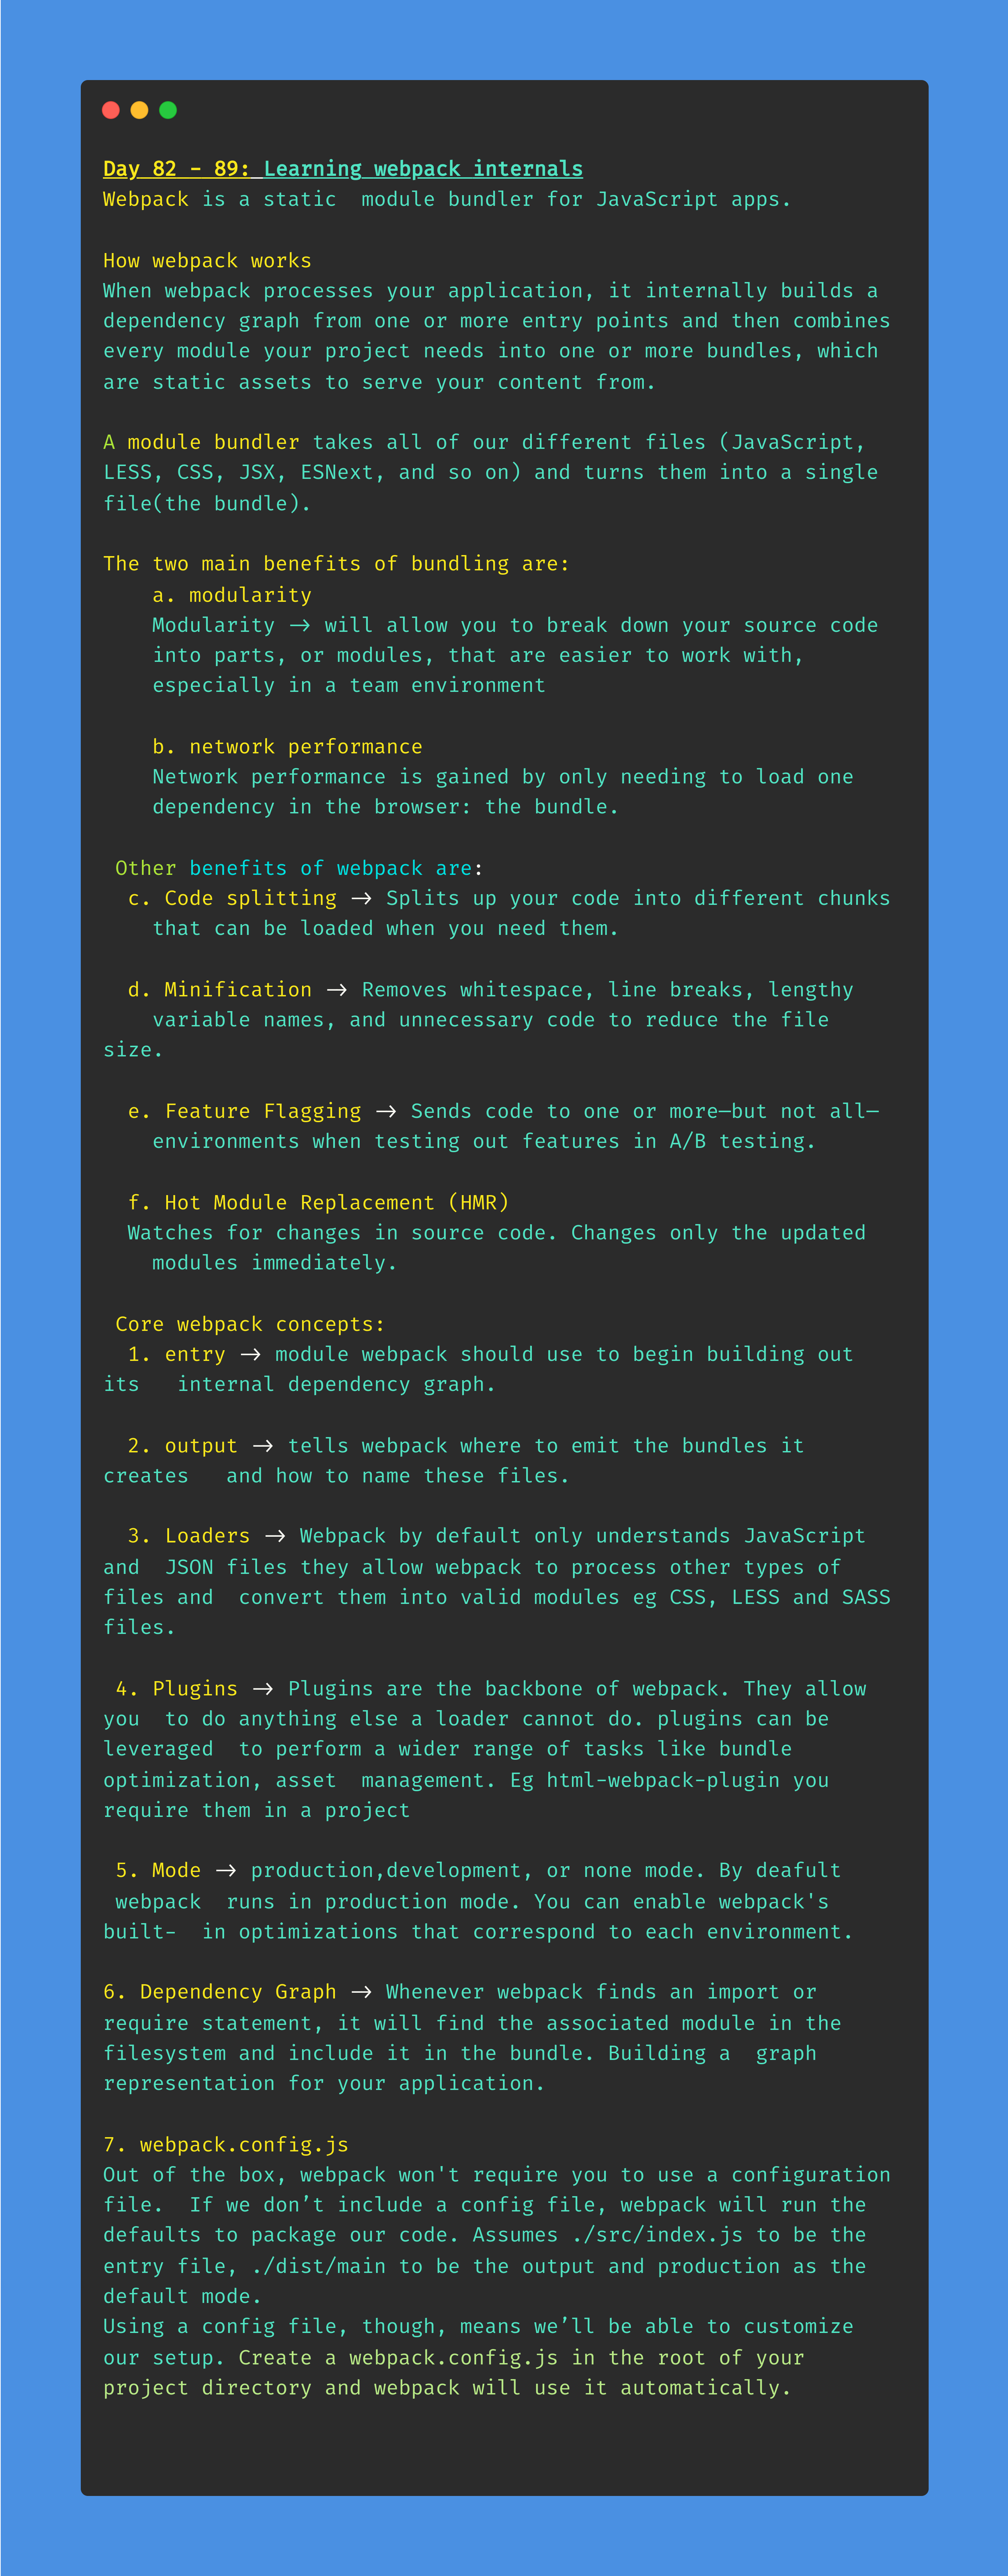 Day 82 - 89: Learning webpack internals
Webpack is a static  module bundler for JavaScript apps.
How webpack works
When webpack processes your application, it internally builds a
dependency graph from one or more entry points and then combines
every module your project needs into one or more bundles, which
are static assets to serve your content from.
A module bundler takes all of our different files (JavaScript,
LESS, CSS, JSX, ESNext, and so on) and turns them into a single
file(the bundle).
The two main benefits of bundling are:
a. modularity
Modularity → will allow you to break down your source code
into parts, or modules, that are easier to work with,
especially in a team environment
b. network performance
Network performance is gained by only needing to load one
dependency in the browser: the bundle.
Other benefits of webpack are:
c. Code splitting → Splits up your code into different chunks
that can be loaded when you need them.
d. Minification → Removes whitespace, line breaks, lengthy
variable names, and unnecessary code to reduce the file
size.
e. Feature Flagging → Sends code to one or more—but not all—
environments when testing out features in A/B testing.
f. Hot Module Replacement (HMR)
Watches for changes in source code. Changes only the updated
modules immediately.
Core webpack concepts:
1. entry → module webpack should use to begin building out
its   internal dependency graph.
2. output → tells webpack where to emit the bundles it
creates   and how to name these files.
3. Loaders → Webpack by default only understands JavaScript
and  JSON files they allow webpack to process other types of
files and  convert them into valid modules eg CSS, LESS and SASS
files.
4. Plugins → Plugins are the backbone of webpack. They allow
you  to do anything else a loader cannot do. plugins can be
leveraged  to perform a wider range of tasks like bundle
optimization, asset  management. Eg html-webpack-plugin you
require them in a project
5. Mode → production,development, or none mode. By deafult
webpack  runs in production mode. You can enable webpack's
built-  in optimizations that correspond to each environment.
6. Dependency Graph → Whenever webpack finds an import or
require statement, it will find the associated module in the
filesystem and include it in the bundle. Building a  graph
representation for your application.
7. webpack.config.js
Out of the box, webpack won't require you to use a configuration
file.  If we don’t include a config file, webpack will run the
defaults to package our code. Assumes ./src/index.js to be the
entry file, ./dist/main to be the output and production as the
default mode.
Using a config file, though, means we’ll be able to customize
our setup. Create a webpack.config.js in the root of your
project directory and webpack will use it automatically.